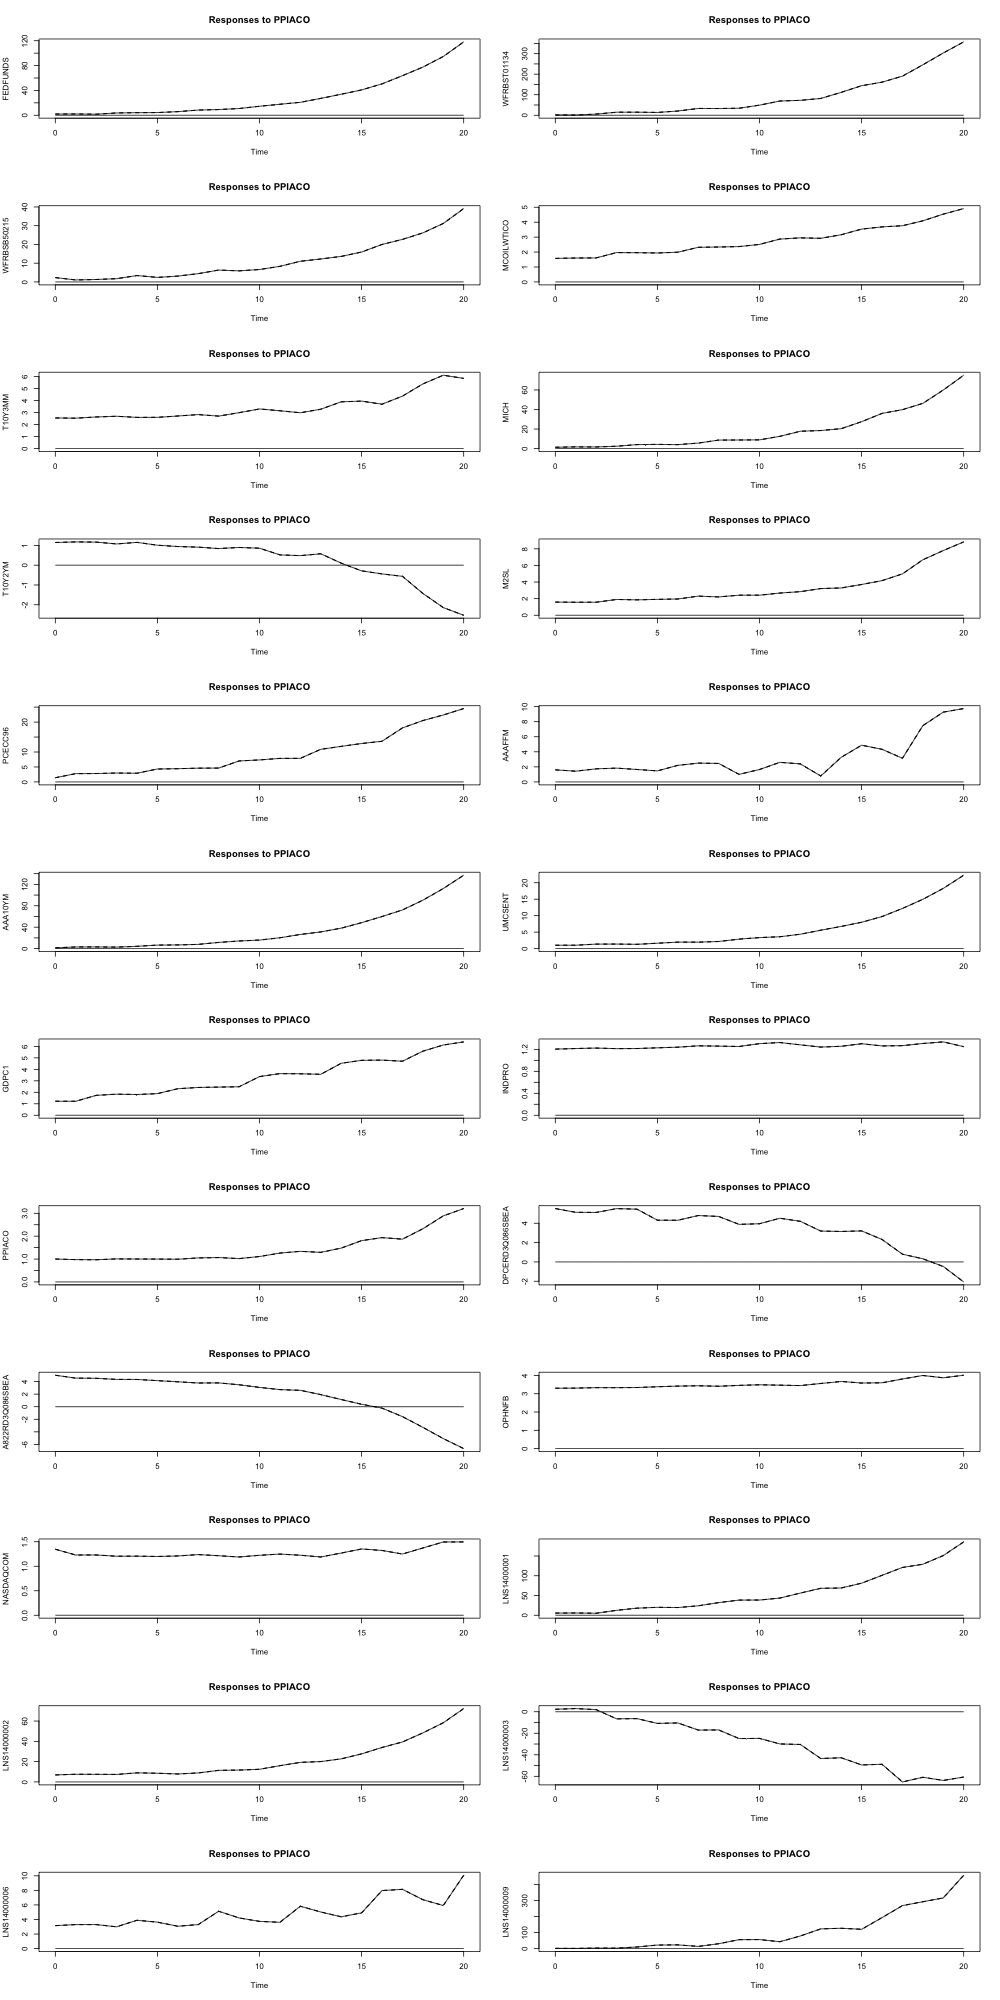 Responses to PPIACO
FEDFUNDS
0 40 80 120
0 5 10 15 20
Time
Responses to PPIACO
WFRBST01134
0 100 200 300
0 5 10 15 20
Time
Responses to PPIACO
WFRBSB50215
0 10 20 30 40
0 5 10 15 20
Time
Responses to PPIACO
MCOILWTICO
0 1 2 3 4 5
0 5 10 15 20
Time
Responses to PPIACO
T10Y3MM
0 1 2 3 4 5 6
0 5 10 15 20
Time
Responses to PPIACO
MICH
0 20 40 60
0 5 10 15 20
Time
Responses to PPIACO
T10Y2YM
-2 -1 0 1
0 5 10 15 20
Time
Responses to PPIACO
M2SL
0 2 4 6 8
0 5 10 15 20
Time
Responses to PPIACO
PCECC96
0 5 10 20
0 5 10 15 20
Time
Responses to PPIACO
AAAFFM
0 2 4 6 8 10
0 5 10 15 20
Time
Responses to PPIACO
AAA10YM
0 40 80 120
0 5 10 15 20
Time
Responses to PPIACO
UMCSENT
0 5 10 15 20
0 5 10 15 20
Time
Responses to PPIACO
GDPC1
0 1 2 3 4 5 6
0 5 10 15 20
Time
Responses to PPIACO
INDPRO
0.0 0.4 0.8 1.2
0 5 10 15 20
Time
Responses to PPIACO
PPIACO
0.0 1.0 2.0 3.0
0 5 10 15 20
Time
Responses to PPIACO
DPCERD3Q086SBEA
-2 0 2 4
0 5 10 15 20
Time
Responses to PPIACO
A822RD3Q086SBEA
-6 -2 0 2 4
0 5 10 15 20
Time
Responses to PPIACO
OPHNFB
0 1 2 3 4
0 5 10 15 20
Time
Responses to PPIACO
NASDAQCOM
0.0 0.5 1.0 1.5
0 5 10 15 20
Time
Responses to PPIACO
LNS14000001
0 50 100
0 5 10 15 20
Time
Responses to PPIACO
LNS14000002
0 20 40 60
0 5 10 15 20
Time
Responses to PPIACO
LNS14000003
-60 -40 -20 0
0 5 10 15 20
Time
Responses to PPIACO
LNS14000006
0 2 4 6 8 10
0 5 10 15 20
Time
Responses to PPIACO
LNS14000009
0 100 300
0 5 10 15 20
Time